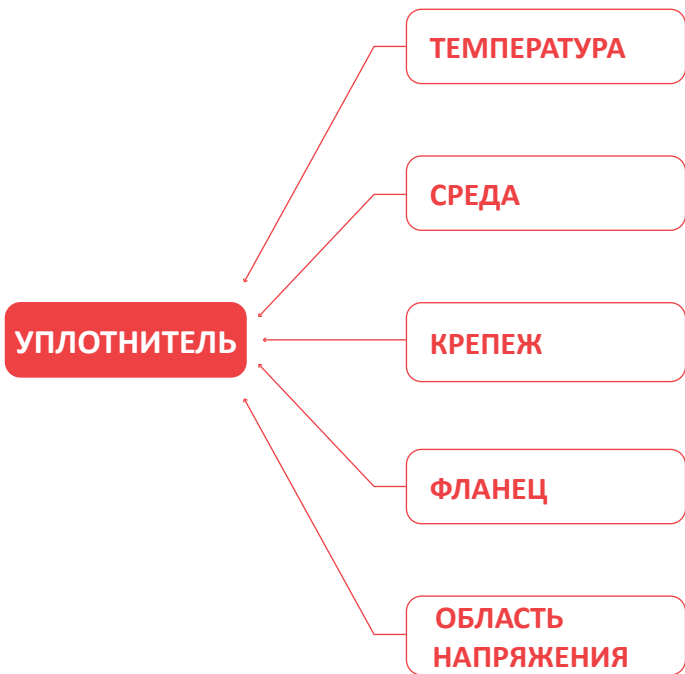 ТЕМПЕРАТУРА
СРЕДА
УПЛОТНИТЕЛЬ
КРЕПЕЖ
ФЛАНЕЦ
ОБЛАСТЬ
НАПРЯЖЕНИЯ